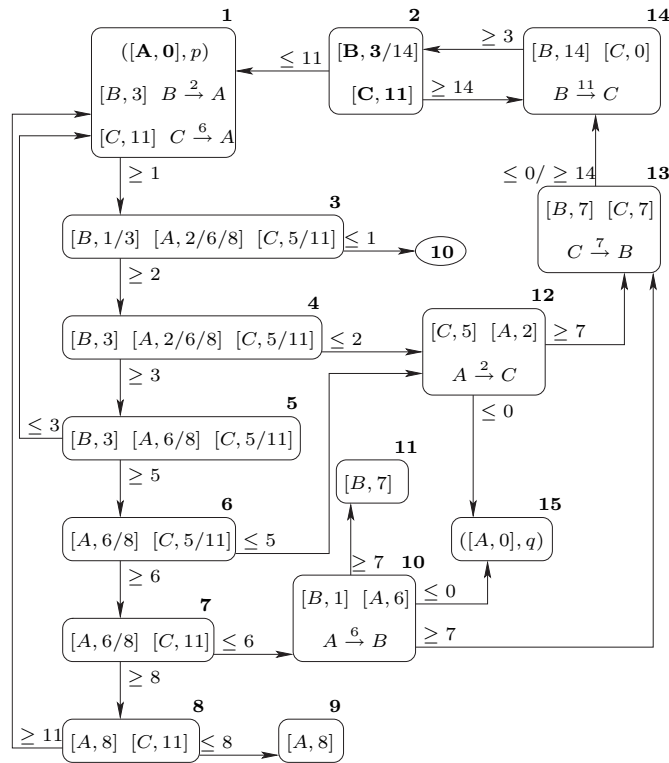 1 2 14
([A, 0], p)
[B, 3] B →2 A
[C, 11] C →6 A
≤ 11
[B, 3/14]
[C, 11]
≥ 3
≥ 14
[B, 14] [C, 0]
B →11 C
≥ 1
≤ 0/ ≥ 14
13
[B, 7] [C, 7]
C →7 B
3
[B, 1/3] [A, 2/6/8] [C, 5/11]
≤ 1
10
≥ 2
4
[B, 3] [A, 2/6/8] [C, 5/11]
≤ 2
12
[C, 5] [A, 2]
A →2 C
≥ 7
≥ 3
≤ 0
5
≤ 3
[B, 3] [A, 6/8] [C, 5/11]
≥ 5
11
[B, 7]
6
[A, 6/8] [C, 5/11]
≤ 5
15
([A, 0], q)
≥ 6
≥ 7
10
[B, 1] [A, 6]
A →6 B
≤ 0
≥ 7
7
[A, 6/8] [C, 11]
≤ 6
≥ 8
8
≥ 11
[A, 8] [C, 11]
≤ 8
9
[A, 8]